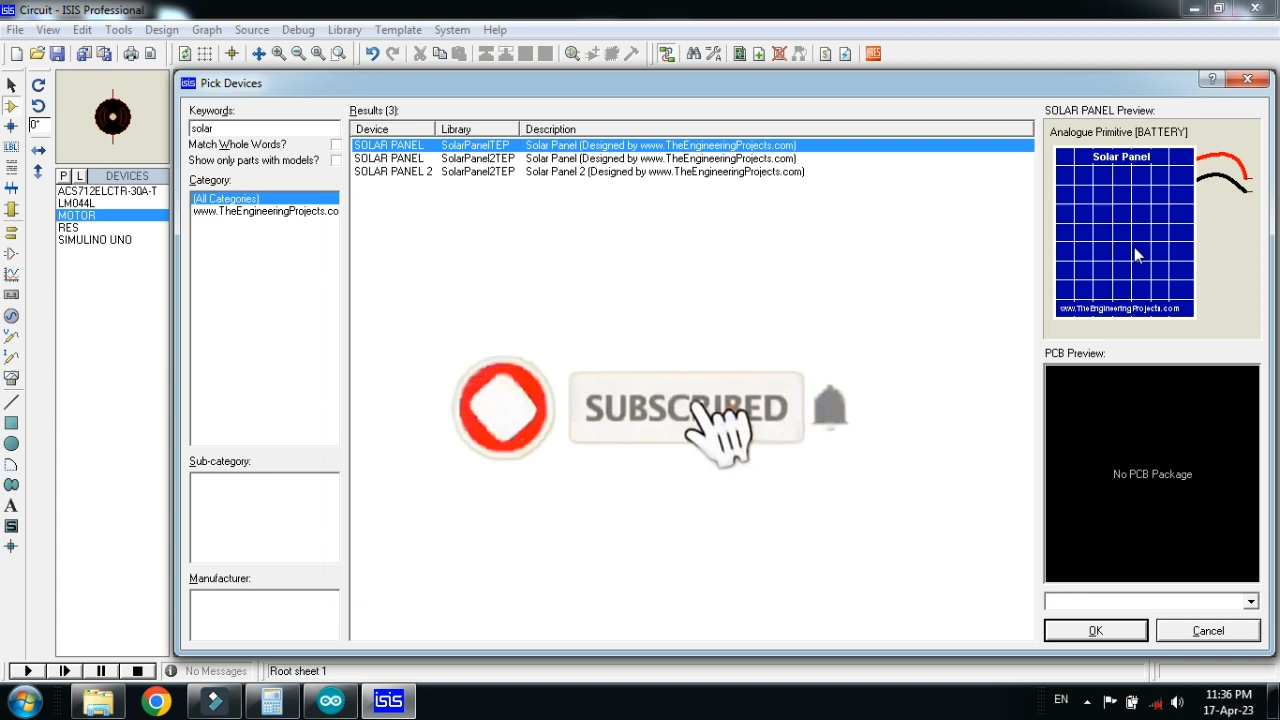 Circuit - ISIS Professional
File View Edit Tools Design Graph Source Debug Library Template System Help
ARES
isis Pick Devices
Keywords:
solar
Match Whole Words?
Show only parts with models?
Category:
(All Categories)
www.TheEngineeringProjects.co
Sub-category:
Manufacturer:
Results (3):
Device Library Description
SOLAR PANEL SolarPanelTEP Solar Panel (Designed by www.TheEngineeringProjects.com)
SOLAR PANEL SolarPanel2TEP Solar Panel (Designed by www.TheEngineeringProjects.com)
SOLAR PANEL 2 SolarPanel2TEP Solar Panel 2 (Designed by www.TheEngineeringProjects.com)
SOLAR PANEL Preview:
Analogue Primitive [BATTERY]
Solar Panel
www.TheEngineeringProjects.com
PCB Preview:
No PCB Package
OK Cancel
0°
LBL
P L DEVICES
ACS712ELCTR-30A-T
LM044L
MOTOR
RES
SIMULINO UNO
A
S
SUBSCRIBED
No Messages Root sheet 1
isis
EN
11:36 PM
17-Apr-23